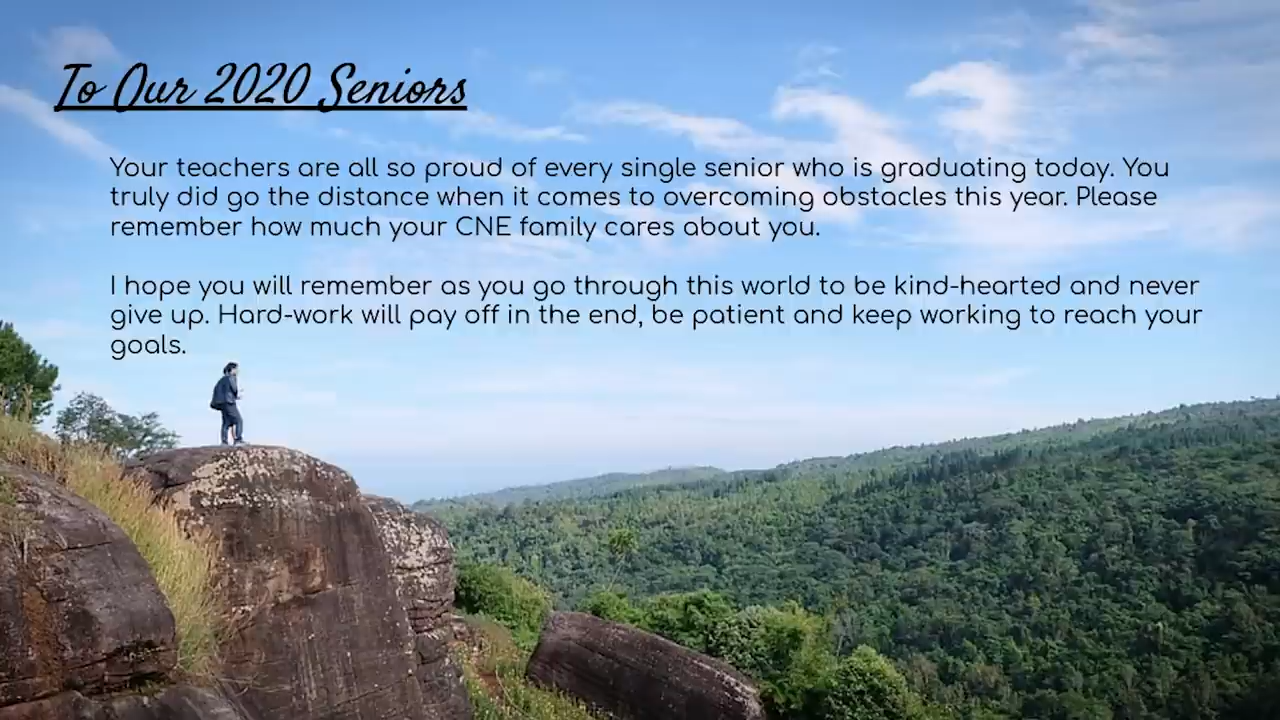 To Our 2020 Seniors
Your teachers are all so proud of every single senior who is graduating today. You
truly did go the distance when it comes to overcoming obstacles this year. Please
remember how much your CNE family cares about you.
I hope you will remember as you go through this world to be kind-hearted and never
give up. Hard-work will pay off in the end, be patient and keep working to reach your
goals.